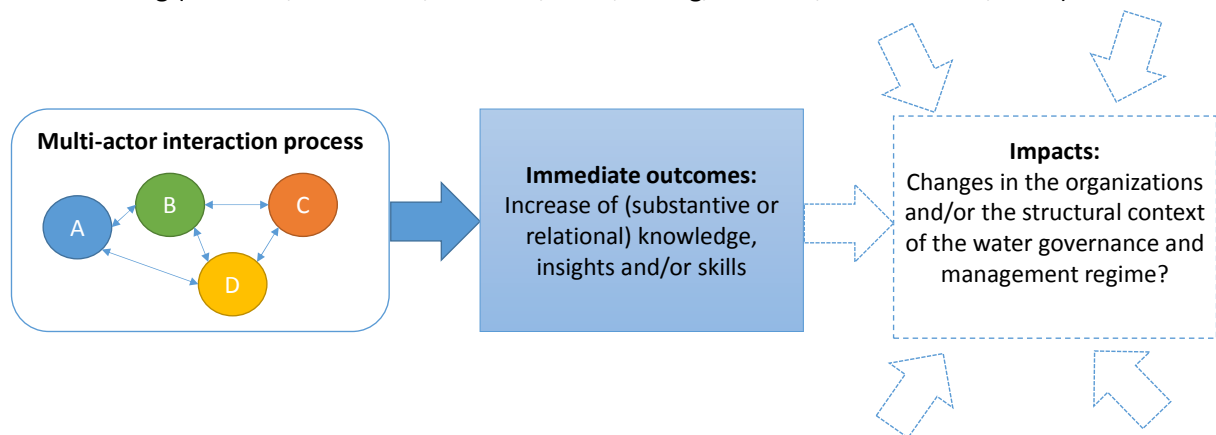 Multi-actor interaction process
A
B
C
D
Immediate outcomes:
Increase of (substantive or
relational) knowledge,
insights and/or skills
Impacts:
Changes in the organizations
and/or the structural context
of the water governance and
management regime?